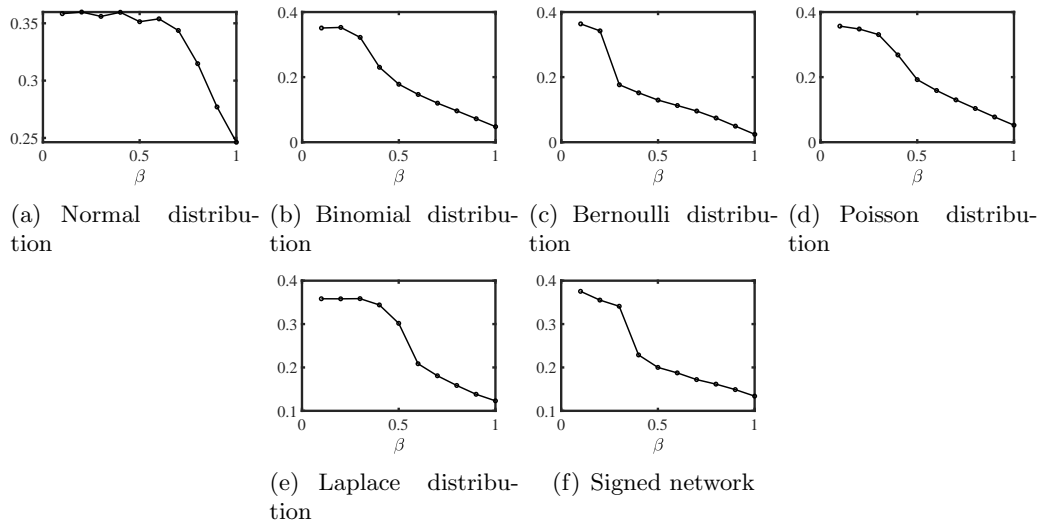 0.35
0.3
0.25
0
0.5
1
β
0.4
0.2
0
0
0.5
1
β
0.4
0.2
0
0
0.5
1
β
0.4
0.2
0
0
0.5
1
β
(a) Normal distribu-
tion
(b) Binomial distribu-
tion
(c) Bernoulli distribu-
tion
(d) Poisson distribu-
tion
0.4
0.3
0.2
0.1
0
0.5
1
β
0.4
0.3
0.2
0.1
0
0.5
1
β
(e) Laplace distribu-
tion
(f) Signed network